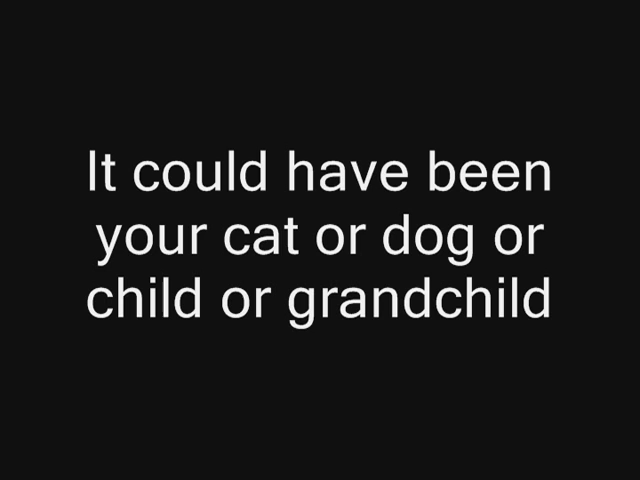 It could have been
your cat or dog or
child or grandchild